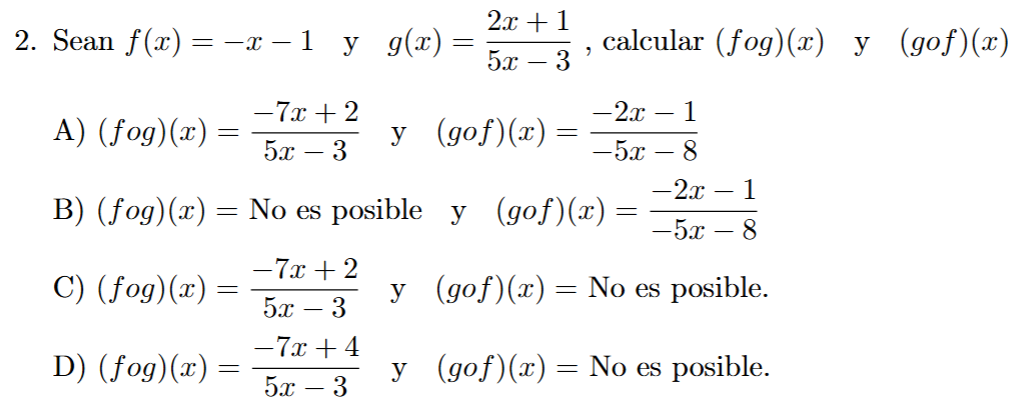 2. Sean f(x) = −x − 1 y g(x) = (2x + 1)/(5x − 3) , calcular (fog)(x) y (gof)(x)
A) (fog)(x) = (−7x + 2)/(5x − 3) y (gof)(x) = (−2x − 1)/(−5x − 8)
B) (fog)(x) = No es posible y (gof)(x) = (−2x − 1)/(−5x − 8)
C) (fog)(x) = (−7x + 2)/(5x − 3) y (gof)(x) = No es posible.
D) (fog)(x) = (−7x + 4)/(5x − 3) y (gof)(x) = No es posible.